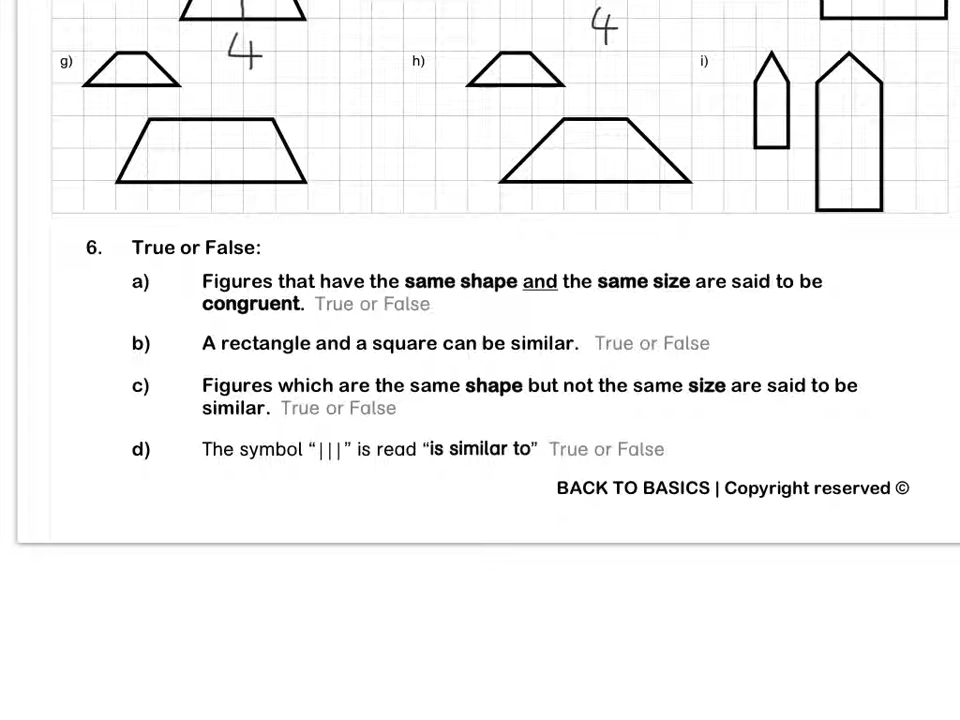 4
4
g)
h)
i)
6. True or False:
a) Figures that have the same shape and the same size are said to be
congruent. True or False
b) A rectangle and a square can be similar. True or False
c) Figures which are the same shape but not the same size are said to be
similar. True or False
d) The symbol “|||” is read “is similar to” True or False
BACK TO BASICS | Copyright reserved ©